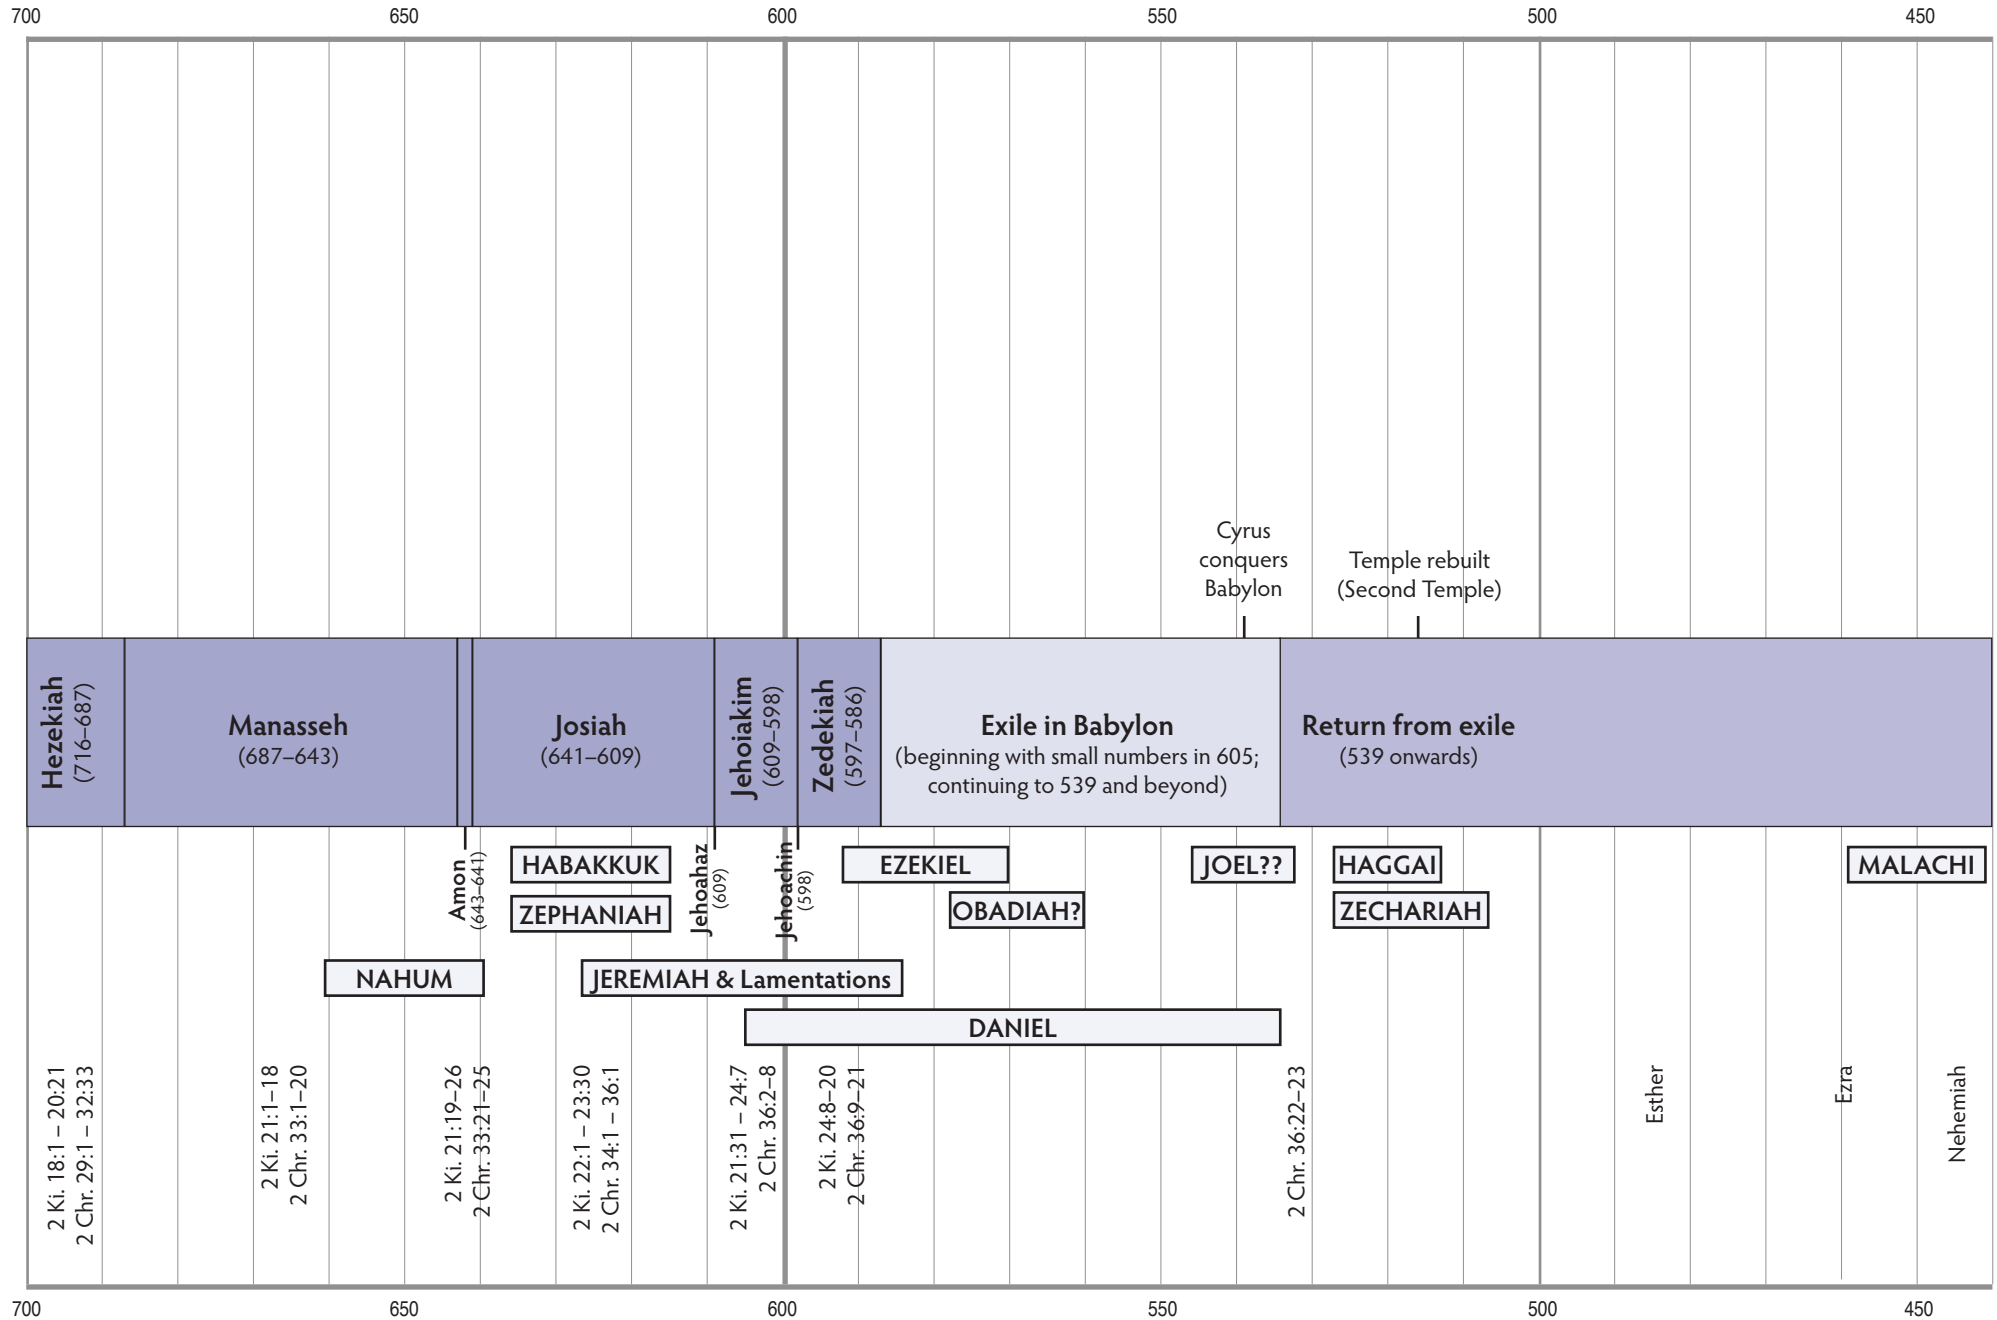 700 650 600 550 500 450
Cyrus
conquers
Babylon
Temple rebuilt
(Second Temple)
Hezekiah
(716–687)
Manasseh
(687–643)
Josiah
(641–609)
Jehoiakim
(609–598)
Zedekiah
(597–586)
Exile in Babylon
(beginning with small numbers in 605;
continuing to 539 and beyond)
Return from exile
(539 onwards)
Amon
(643–641)
HABAKKUK
ZEPHANIAH
Jehoahaz
(609)
Jehoachin
(598)
EZEKIEL
OBADIAH?
JOEL??
HAGGAI
ZECHARIAH
MALACHI
NAHUM
JEREMIAH & Lamentations
DANIEL
2 Ki. 18:1 – 20:21
2 Chr. 29:1 – 32:33
2 Ki. 21:1–18
2 Chr. 33:1–20
2 Ki. 21:19–26
2 Chr. 33:21–25
2 Ki. 22:1 – 23:30
2 Chr. 34:1 – 36:1
2 Ki. 21:31 – 24:7
2 Chr. 36:2–8
2 Ki. 24:8–20
2 Chr. 36:9–21
2 Chr. 36:22–23
Esther
Ezra
Nehemiah
700 650 600 550 500 450